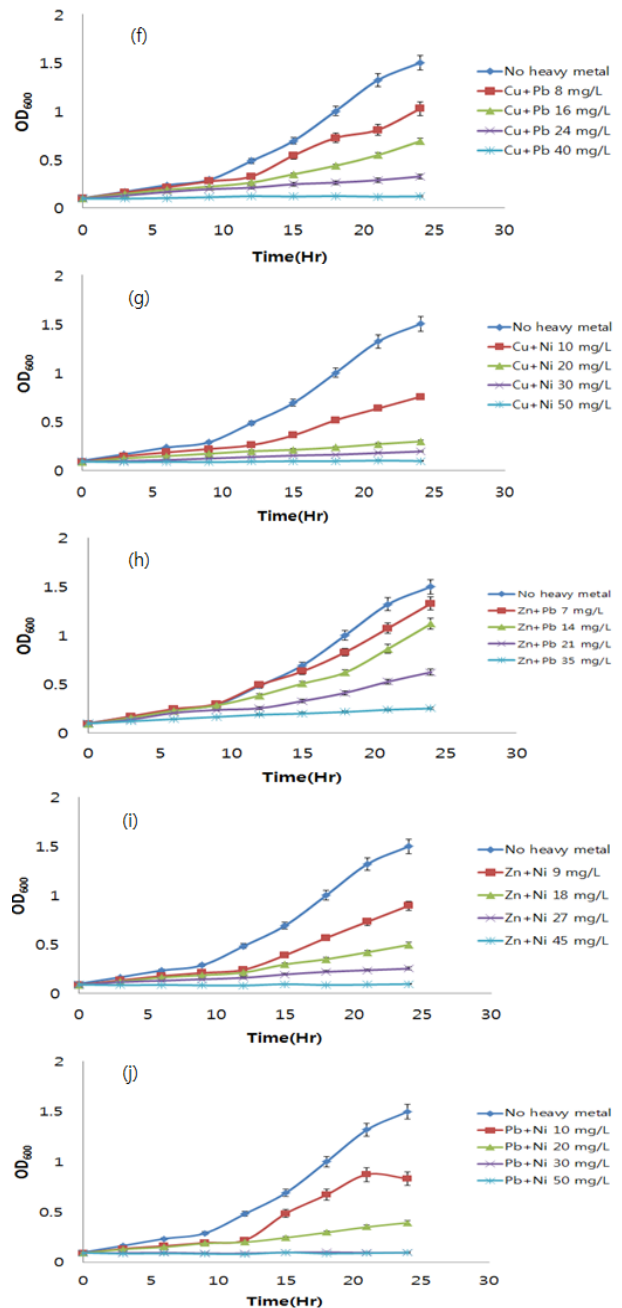 (f)
2
1.5
1
0.5
0
OD600
0 5 10 15 20 25 30
Time(Hr)
No heavy metal
Cu+Pb 8 mg/L
Cu+Pb 16 mg/L
Cu+Pb 24 mg/L
Cu+Pb 40 mg/L
(g)
2
1.5
1
0.5
0
OD600
0 5 10 15 20 25 30
Time(Hr)
No heavy metal
Cu+Ni 10 mg/L
Cu+Ni 20 mg/L
Cu+Ni 30 mg/L
Cu+Ni 50 mg/L
(h)
2
1.5
1
0.5
0
OD600
0 5 10 15 20 25 30
Time(Hr)
No heavy metal
Zn+Pb 7 mg/L
Zn+Pb 14 mg/L
Zn+Pb 21 mg/L
Zn+Pb 35 mg/L
(i)
2
1.5
1
0.5
0
OD600
0 5 10 15 20 25 30
Time(Hr)
No heavy metal
Zn+Ni 9 mg/L
Zn+Ni 18 mg/L
Zn+Ni 27 mg/L
Zn+Ni 45 mg/L
(j)
2
1.5
1
0.5
0
OD600
0 5 10 15 20 25 30
Time(Hr)
No heavy metal
Pb+Ni 10 mg/L
Pb+Ni 20 mg/L
Pb+Ni 30 mg/L
Pb+Ni 50 mg/L